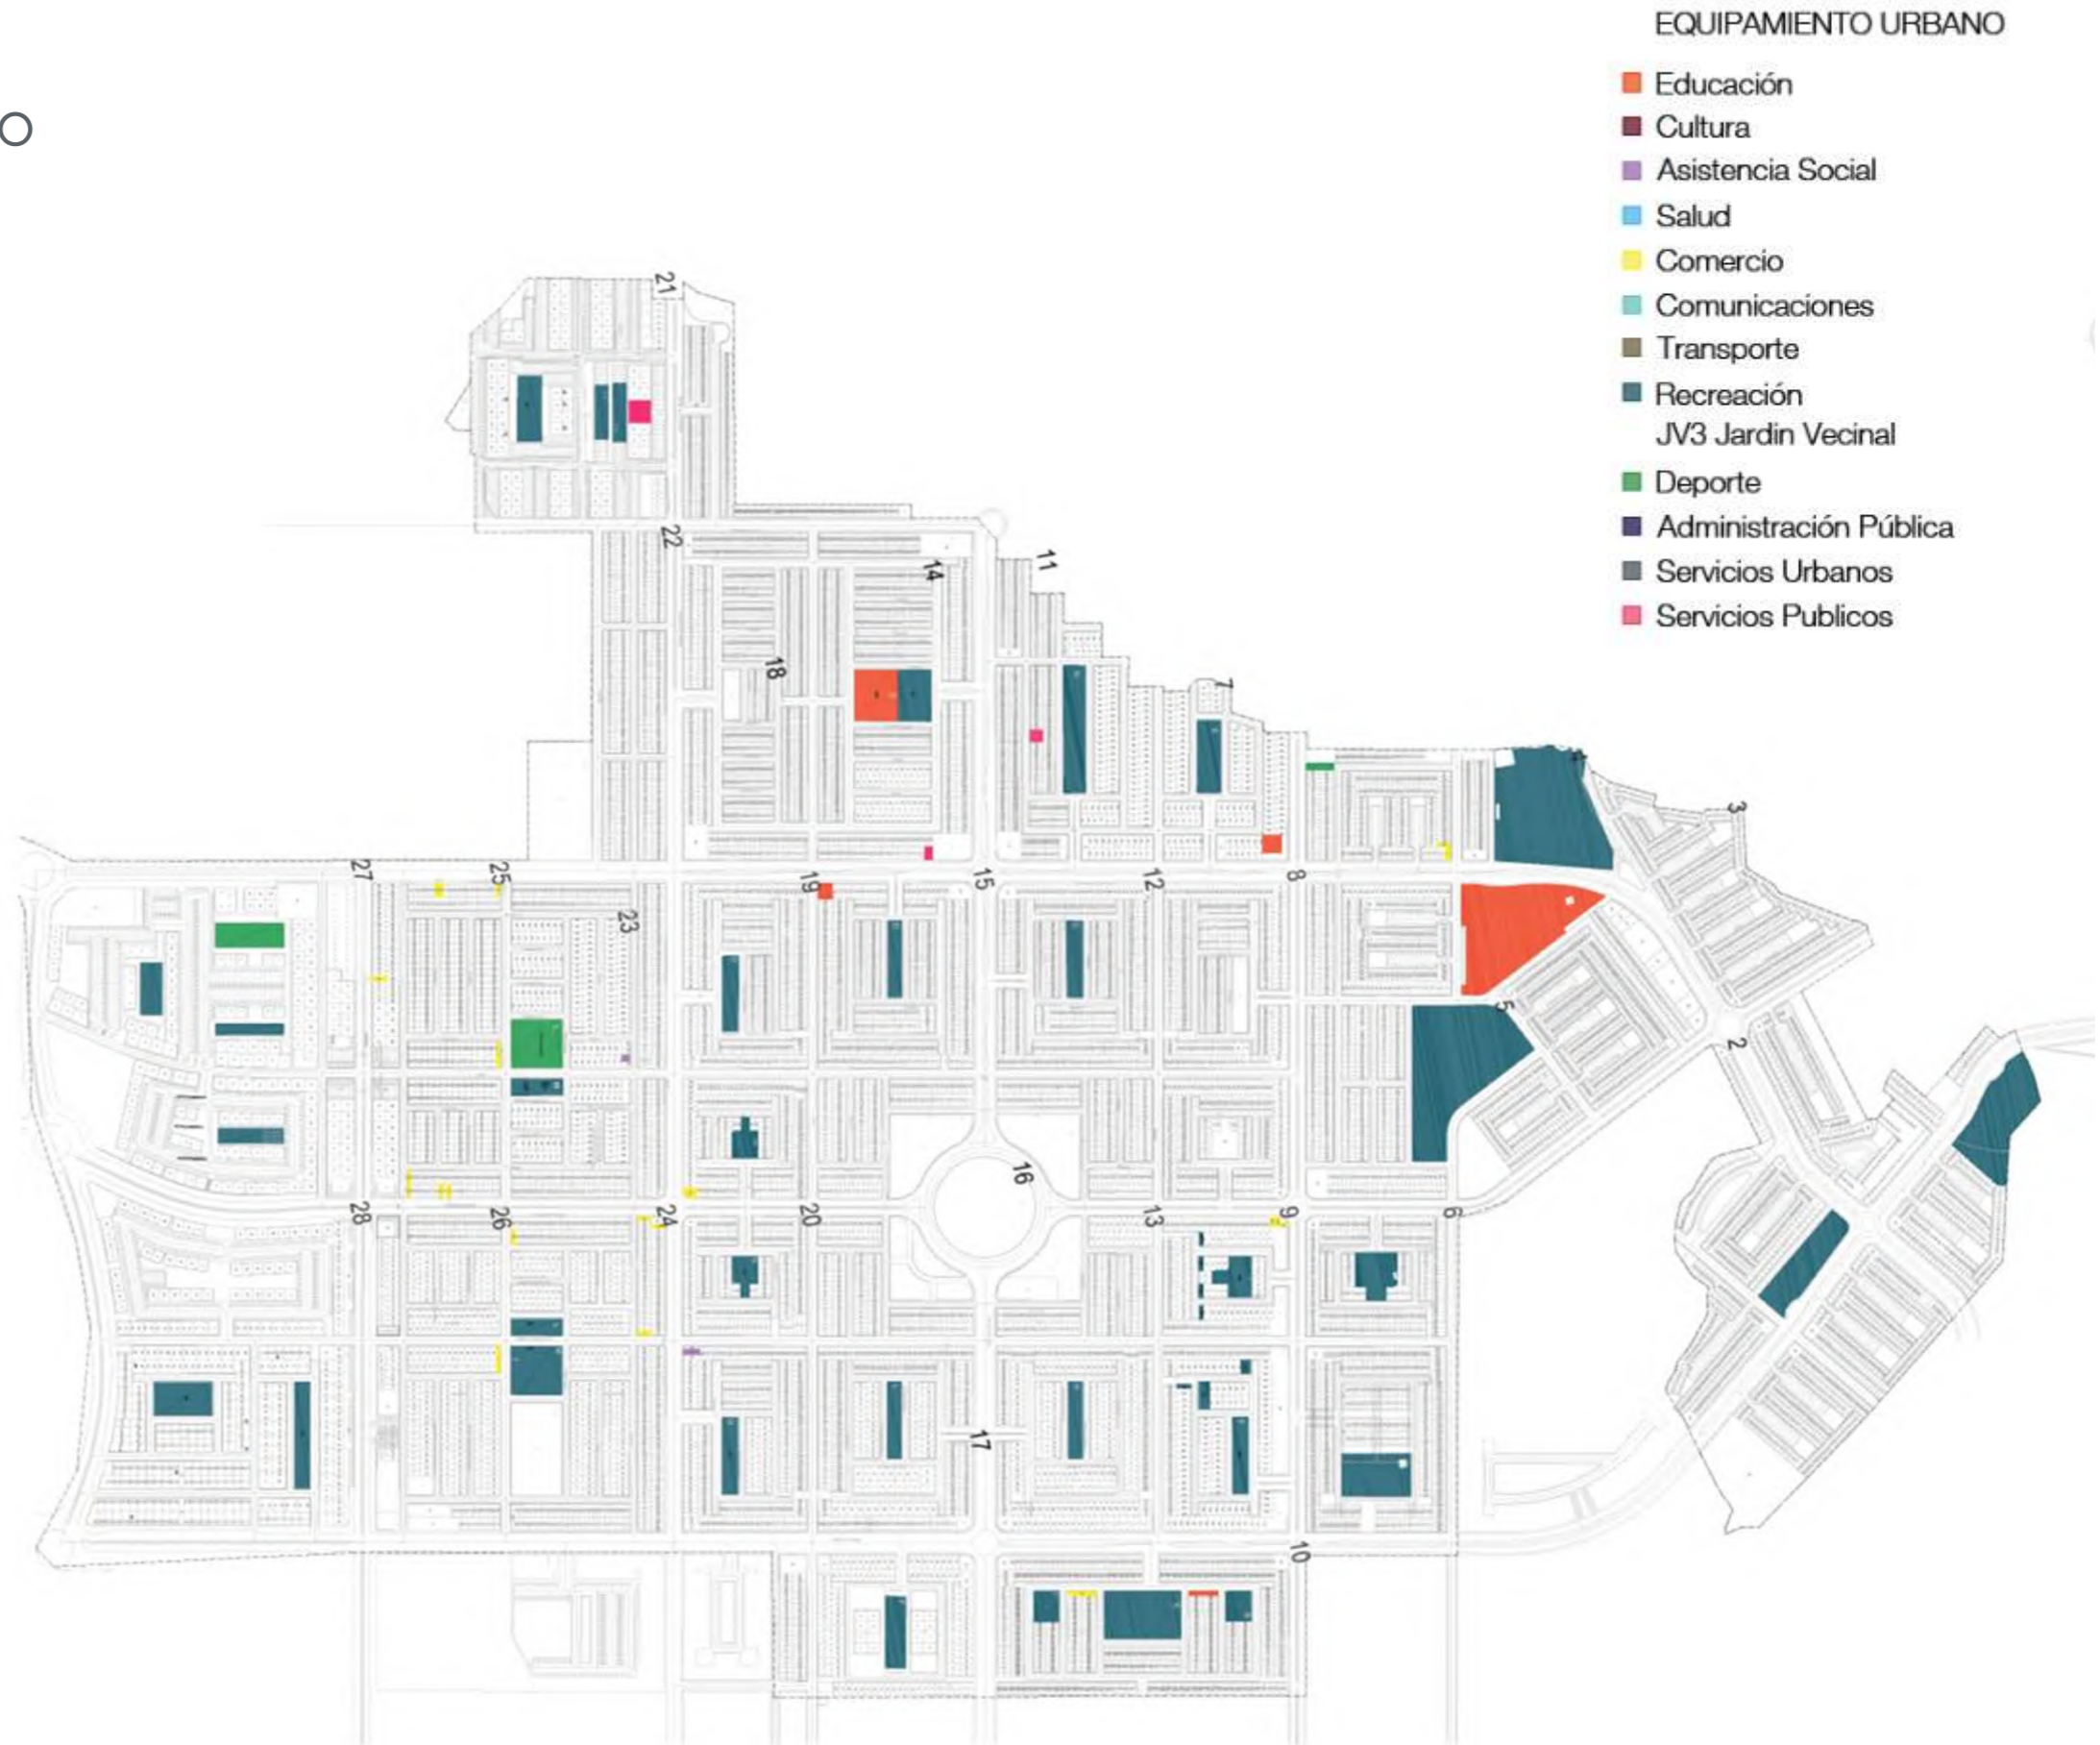 EQUIPAMIENTO URBANO
Educación
Cultura
Asistencia Social
Salud
Comercio
Comunicaciones
Transporte
Recreación
JV3 Jardin Vecinal
Deporte
Administración Pública
Servicios Urbanos
Servicios Publicos
21
22
14
11
18
7
4
3
27
25
19
15
12
8
23
5
2
16
28
26
24
20
13
9
6
17
10